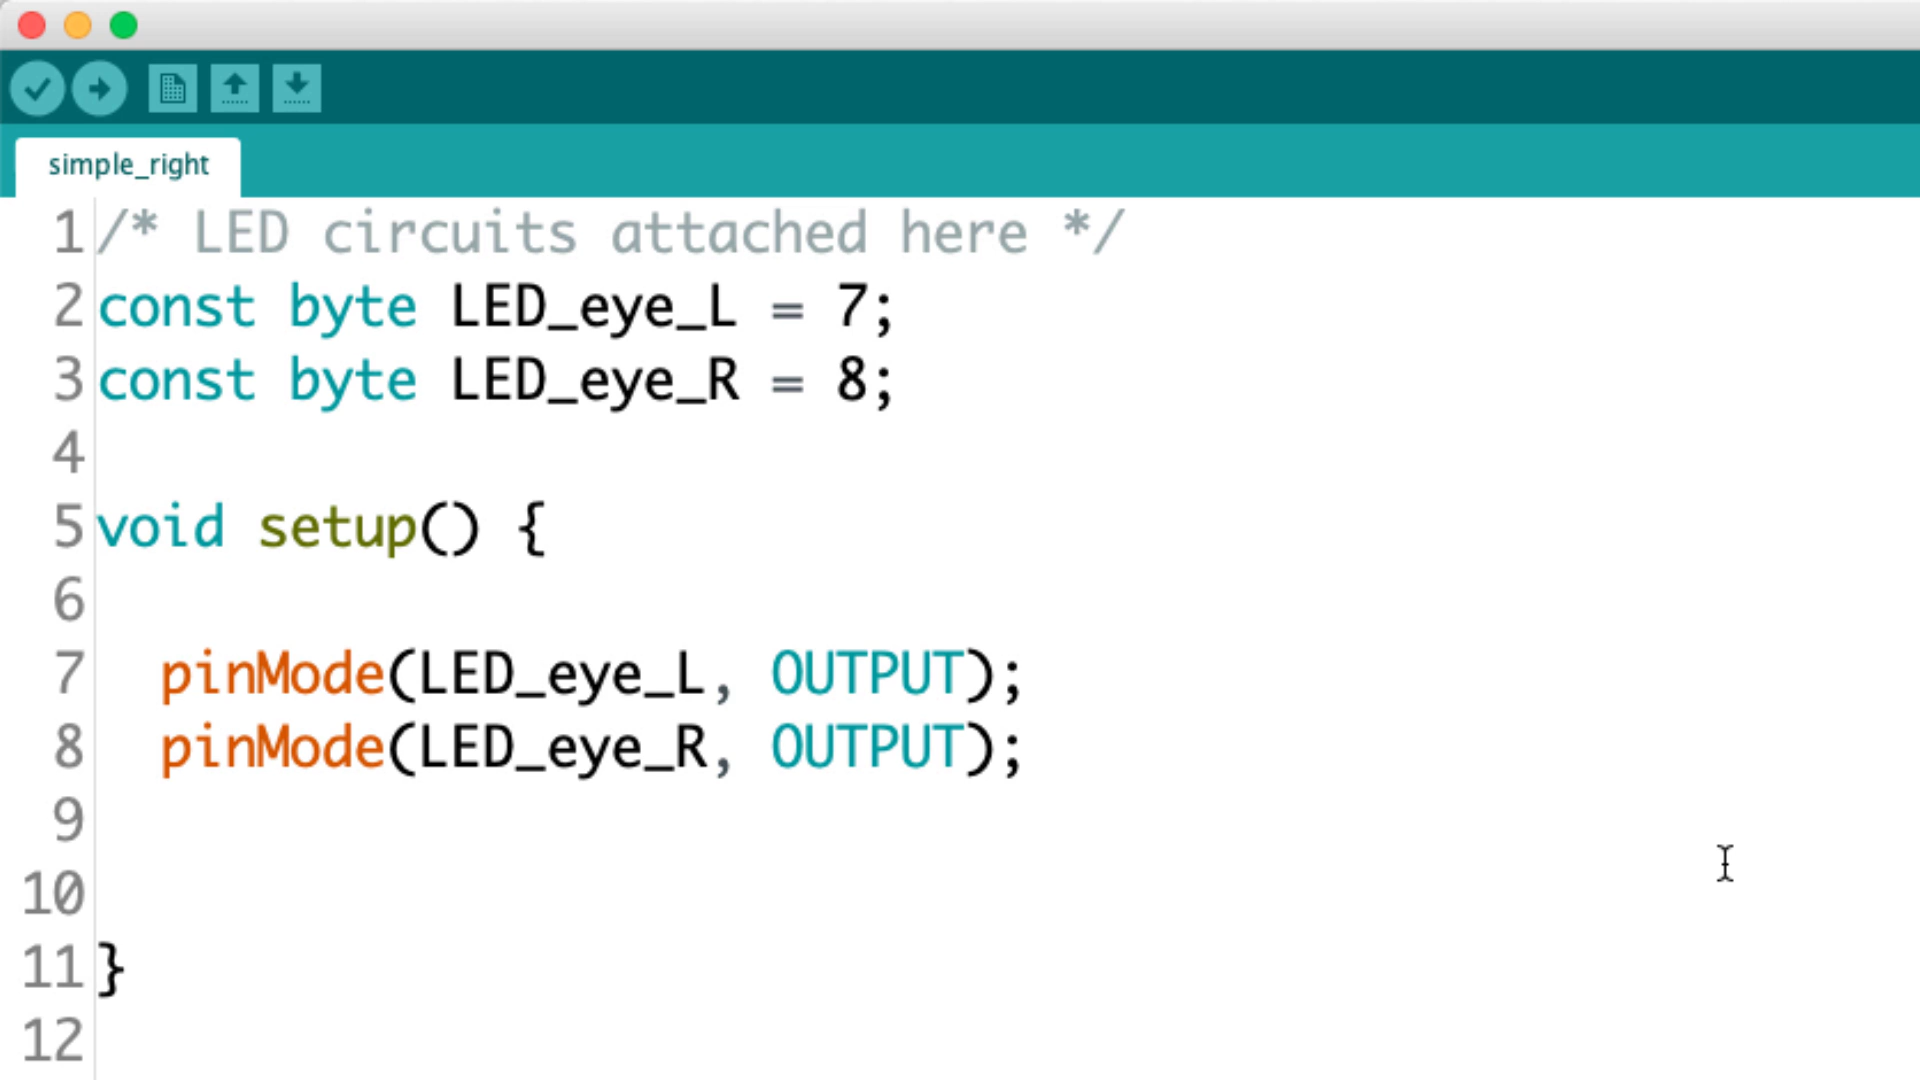 simple_right
1 /* LED circuits attached here */
2 const byte LED_eye_L = 7;
3 const byte LED_eye_R = 8;
4
5 void setup() {
6
7   pinMode(LED_eye_L, OUTPUT);
8   pinMode(LED_eye_R, OUTPUT);
9
10
11 }
12